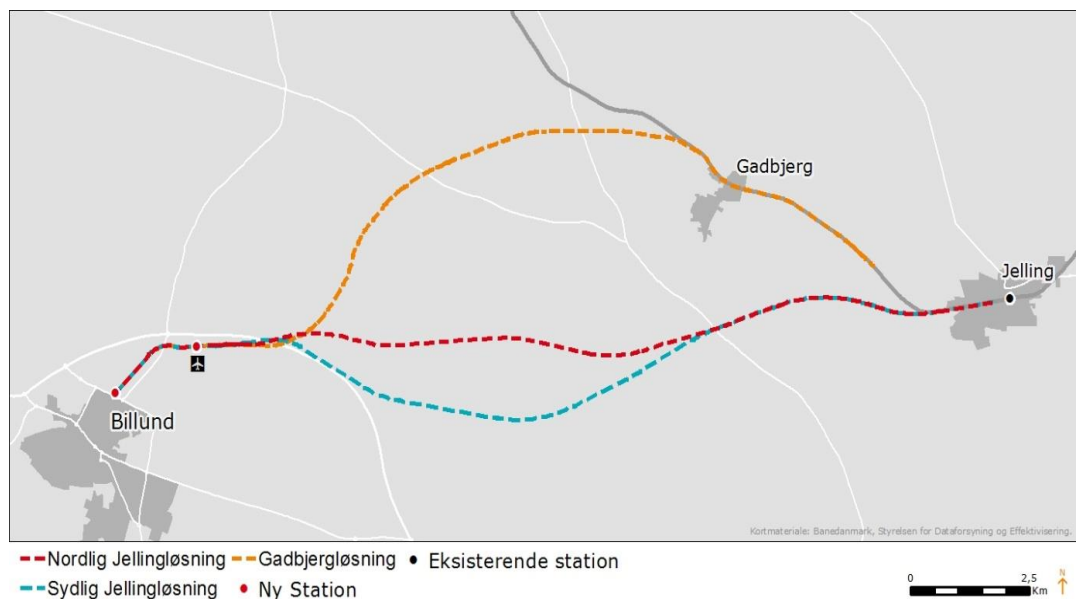 Gadbjerg
Jelling
Billund
Kortmateriale: Banedanmark, Styrelsen for Dataforsyning og Effektivisering.
Nordlig Jellingløsning Gadbjergløsning Eksisterende station
Sydlig Jellingløsning Ny Station
0 2,5
Km
N